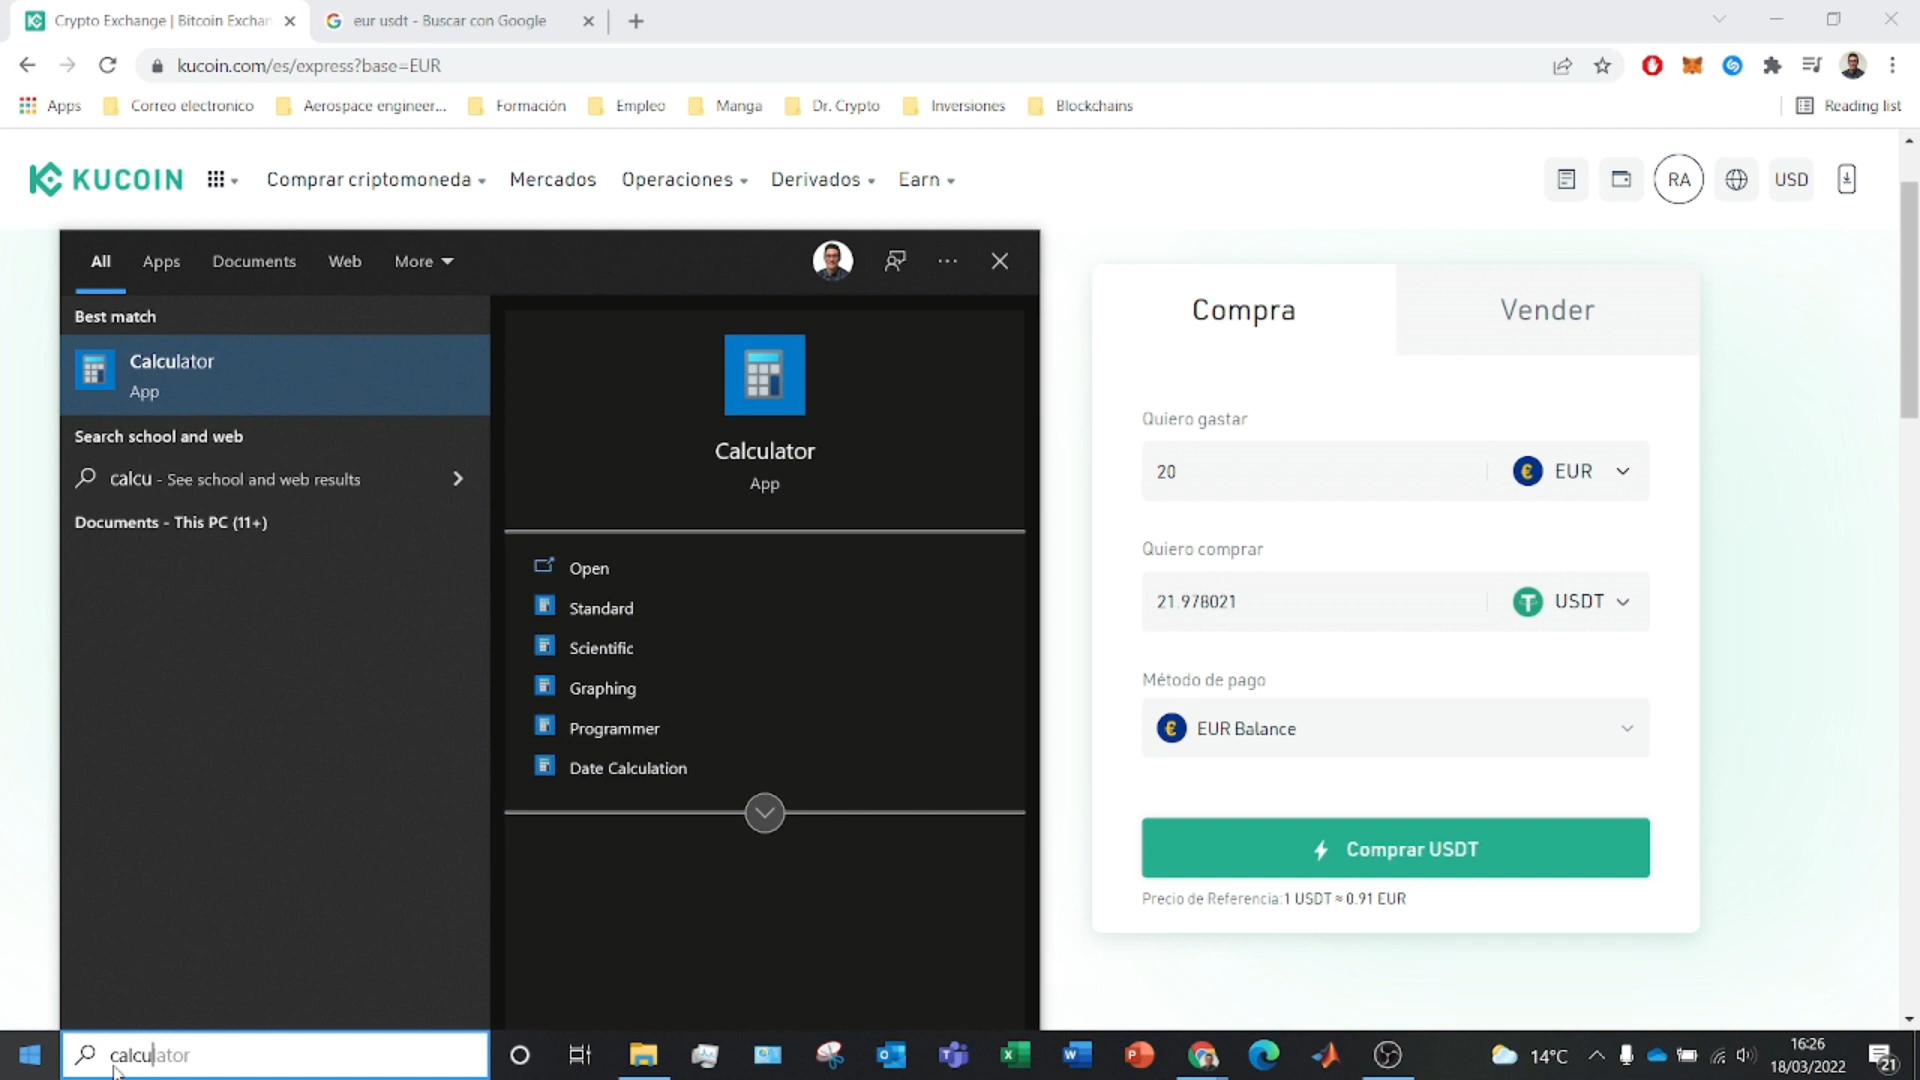 Crypto Exchange | Bitcoin Exchan
eur usdt - Buscar con Google
kucoin.com/es/express?base=EUR
Apps
Correo electronico
Aerospace engineer...
Formación
Empleo
Manga
Dr. Crypto
Inversiones
Blockchains
Reading list
KUCOIN
Comprar criptomoneda
Mercados
Operaciones
Derivados
Earn
RA
USD
All
Apps
Documents
Web
More
Best match
Calculator
App
Search school and web
calcu - See school and web results
Documents - This PC (11+)
Calculator
App
Open
Standard
Scientific
Graphing
Programmer
Date Calculation
Compra
Vender
Quiero gastar
20
EUR
Quiero comprar
21.978021
USDT
Método de pago
EUR Balance
Comprar USDT
Precio de Referencia:1 USDT ≈ 0.91 EUR
calculator
14°C
16:26
18/03/2022
21